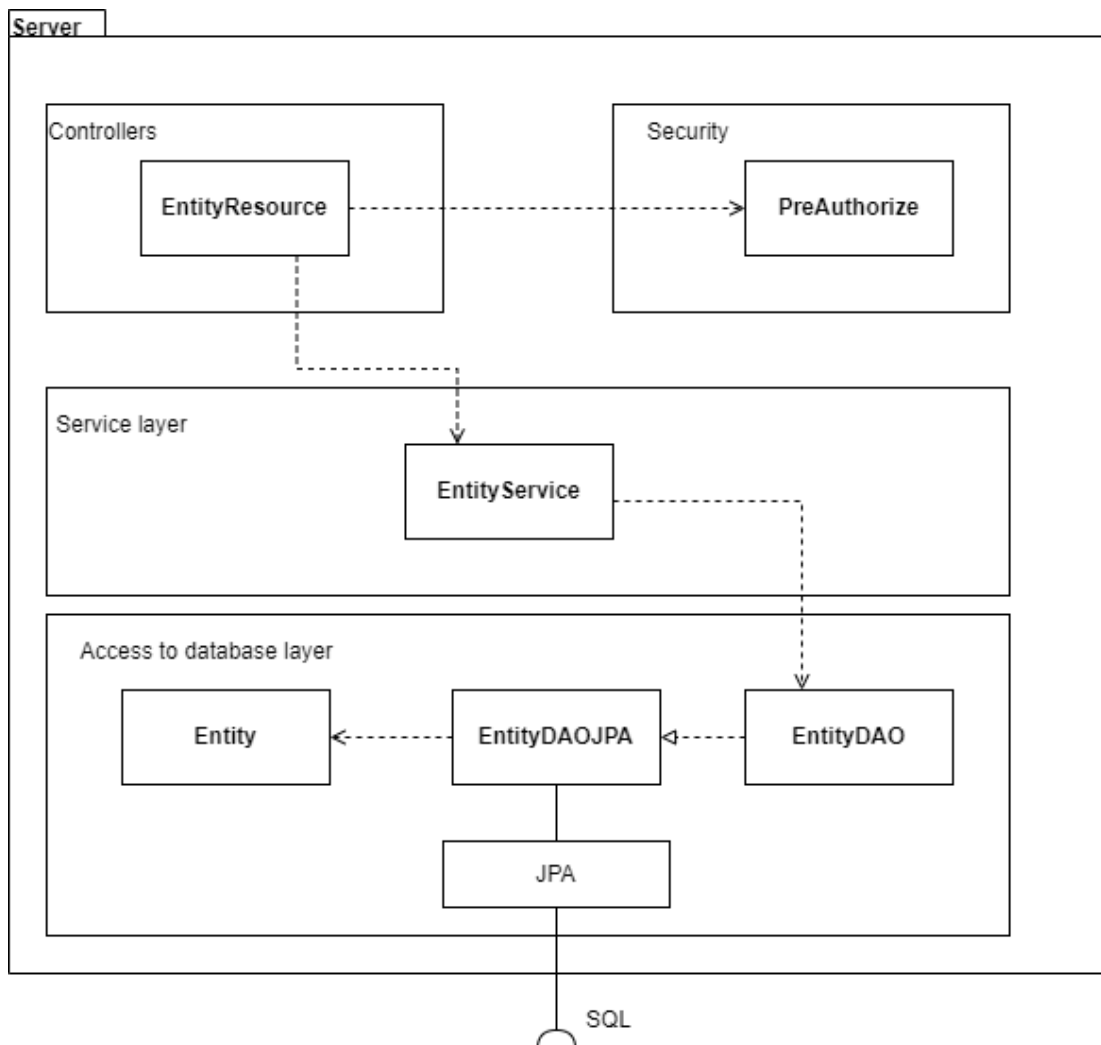 Server
Controllers
Security
EntityResource
PreAuthorize
Service layer
EntityService
Access to database layer
Entity
EntityDAOJPA
EntityDAO
JPA
SQL